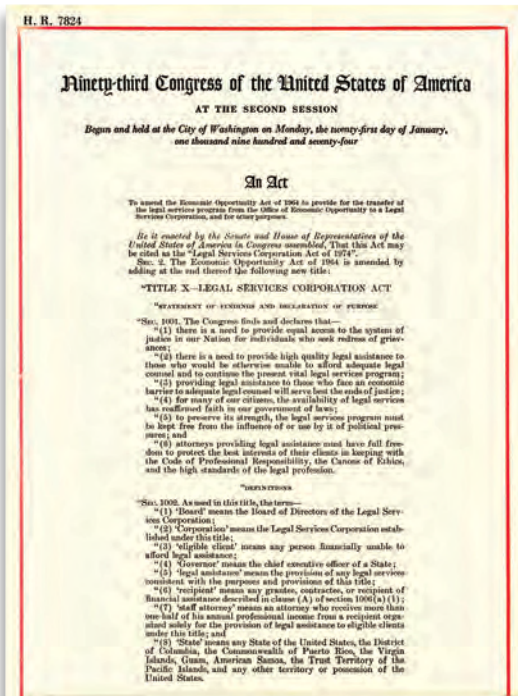 H. R. 7824
Ninety-third Congress of the United States of America
AT THE SECOND SESSION
Begun and held at the City of Washington on Monday, the twenty-first day of January,
one thousand nine hundred and seventy-four
An Act
To amend the Economic Opportunity Act of 1964 to provide for the transfer of
the legal services program from the Office of Economic Opportunity to a Legal
Services Corporation, and for other purposes.
Be it enacted by the Senate and House of Representatives of the
United States of America in Congress assembled, That this Act may
be cited as the "Legal Services Corporation Act of 1974".
SEC. 2. The Economic Opportunity Act of 1964 is amended by
adding at the end thereof the following new title:
"TITLE X—LEGAL SERVICES CORPORATION ACT
"STATEMENT OF FINDINGS AND DECLARATION OF PURPOSE
"SEC. 1001. The Congress finds and declares that—
"(1) there is a need to provide equal access to the system of
justice in our Nation for individuals who seek redress of griev-
ances;
"(2) there is a need to provide high quality legal assistance to
those who would be otherwise unable to afford adequate legal
counsel and to continue the present vital legal services program;
"(3) providing legal assistance to those who face an economic
barrier to adequate legal counsel will serve best the ends of justice;
"(4) for many of our citizens, the availability of legal services
has reaffirmed faith in our government of laws;
"(5) to preserve its strength, the legal services program must
be kept free from the influence of or use by it of political pres-
sures; and
"(6) attorneys providing legal assistance must have full free-
dom to protect the best interests of their clients in keeping with
the Code of Professional Responsibility, the Canons of Ethics,
and the high standards of the legal profession.
"DEFINITIONS
"SEC. 1002. As used in this title, the term—
"(1) 'Board' means the Board of Directors of the Legal Serv-
ices Corporation;
"(2) 'Corporation' means the Legal Services Corporation estab-
lished under this title;
"(3) 'eligible client' means any person financially unable to
afford legal assistance;
"(4) 'Governor' means the chief executive officer of a State;
"(5) 'legal assistance' means the provision of any legal services
consistent with the purposes and provisions of this title;
"(6) 'recipient' means any grantee, contractee, or recipient of
financial assistance described in clause (A) of section 1006(a)(1);
"(7) 'staff attorney' means an attorney who receives more than
one-half of his annual professional income from a recipient orga-
nized solely for the provision of legal assistance to eligible clients
under this title; and
"(8) 'State' means any State of the United States, the District
of Columbia, the Commonwealth of Puerto Rico, the Virgin
Islands, Guam, American Samoa, the Trust Territory of the
Pacific Islands, and any other territory or possession of the
United States.